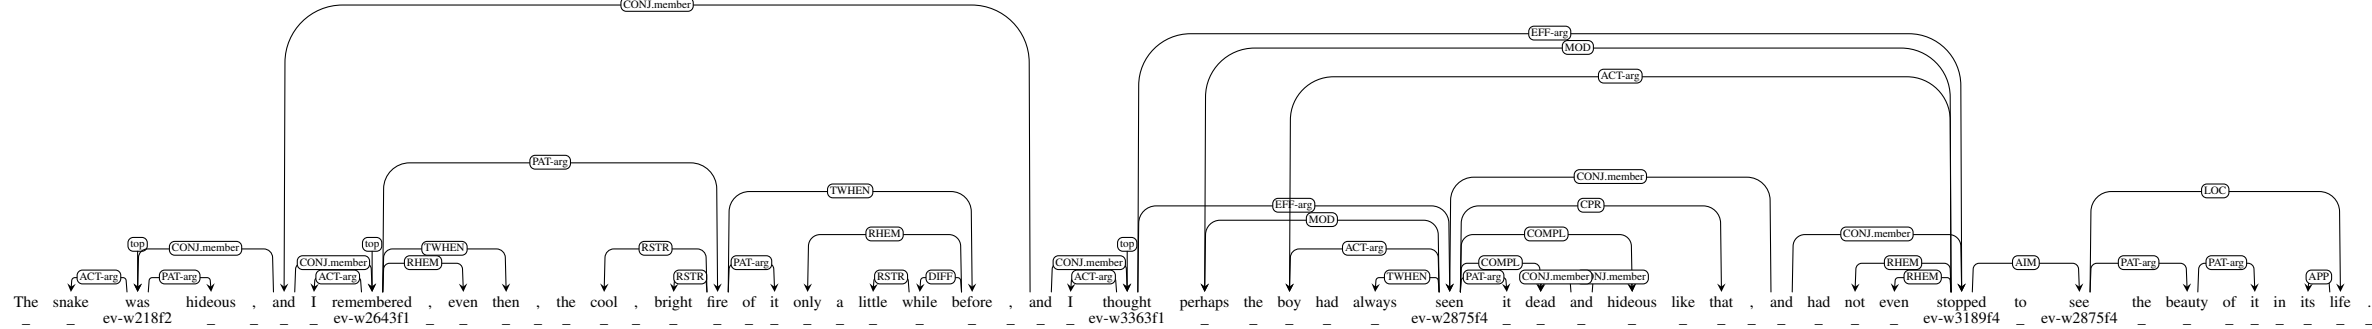 CONJ.member
EFF-arg
MOD
ACT-arg
PAT-arg CONJ.member
TWHEN EFF-arg CPR LOC
MOD
RHEM COMPL CONJ.member
top CONJ.member top TWHEN RSTR top ACT-arg
CONJ.member RHEM PAT-arg CONJ.member COMPL RHEM AIM PAT-arg PAT-arg
ACT-arg PAT-arg ACT-arg RSTR RSTR DIFF ACT-arg TWHEN PAT-arg CONJ.member NJ.member RHEM APP
The snake was hideous , and I remembered , even then , the cool , bright fire of it only a little while before , and I thought perhaps the boy had always seen it dead and hideous like that , and had not even stopped to see the beauty of it in its life .
ev-w218f2 ev-w2643f1 ev-w3363f1 ev-w2875f4 ev-w3189f4 ev-w2875f4